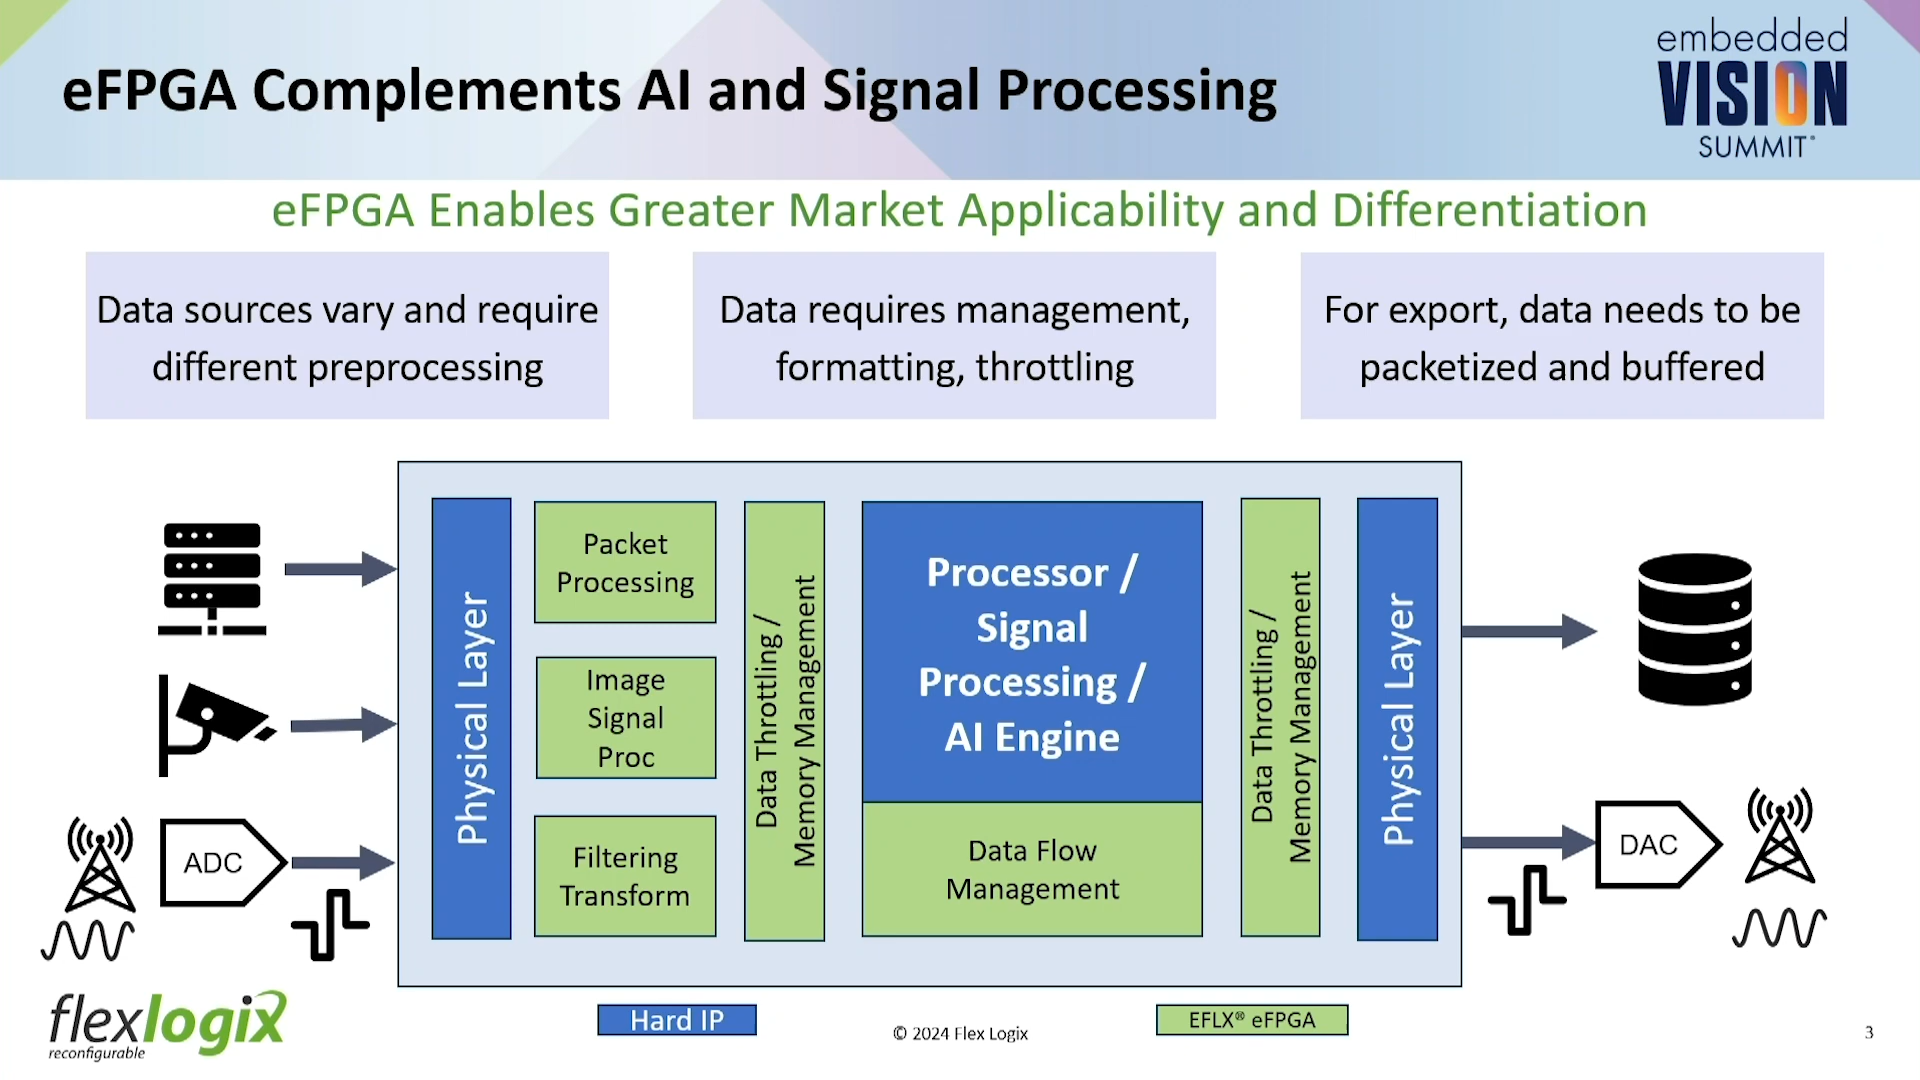 eFPGA Complements AI and Signal Processing
embedded
VISION
SUMMIT®
eFPGA Enables Greater Market Applicability and Differentiation
Data sources vary and require
different preprocessing
Data requires management,
formatting, throttling
For export, data needs to be
packetized and buffered
Physical Layer
Packet
Processing
Image
Signal
Proc
Filtering
Transform
Data Throttling /
Memory Management
Processor /
Signal
Processing /
AI Engine
Data Flow
Management
Data Throttling /
Memory Management
Physical Layer
ADC
DAC
flexlogix
reconfigurable
Hard IP
© 2024 Flex Logix
EFLX® eFPGA
3